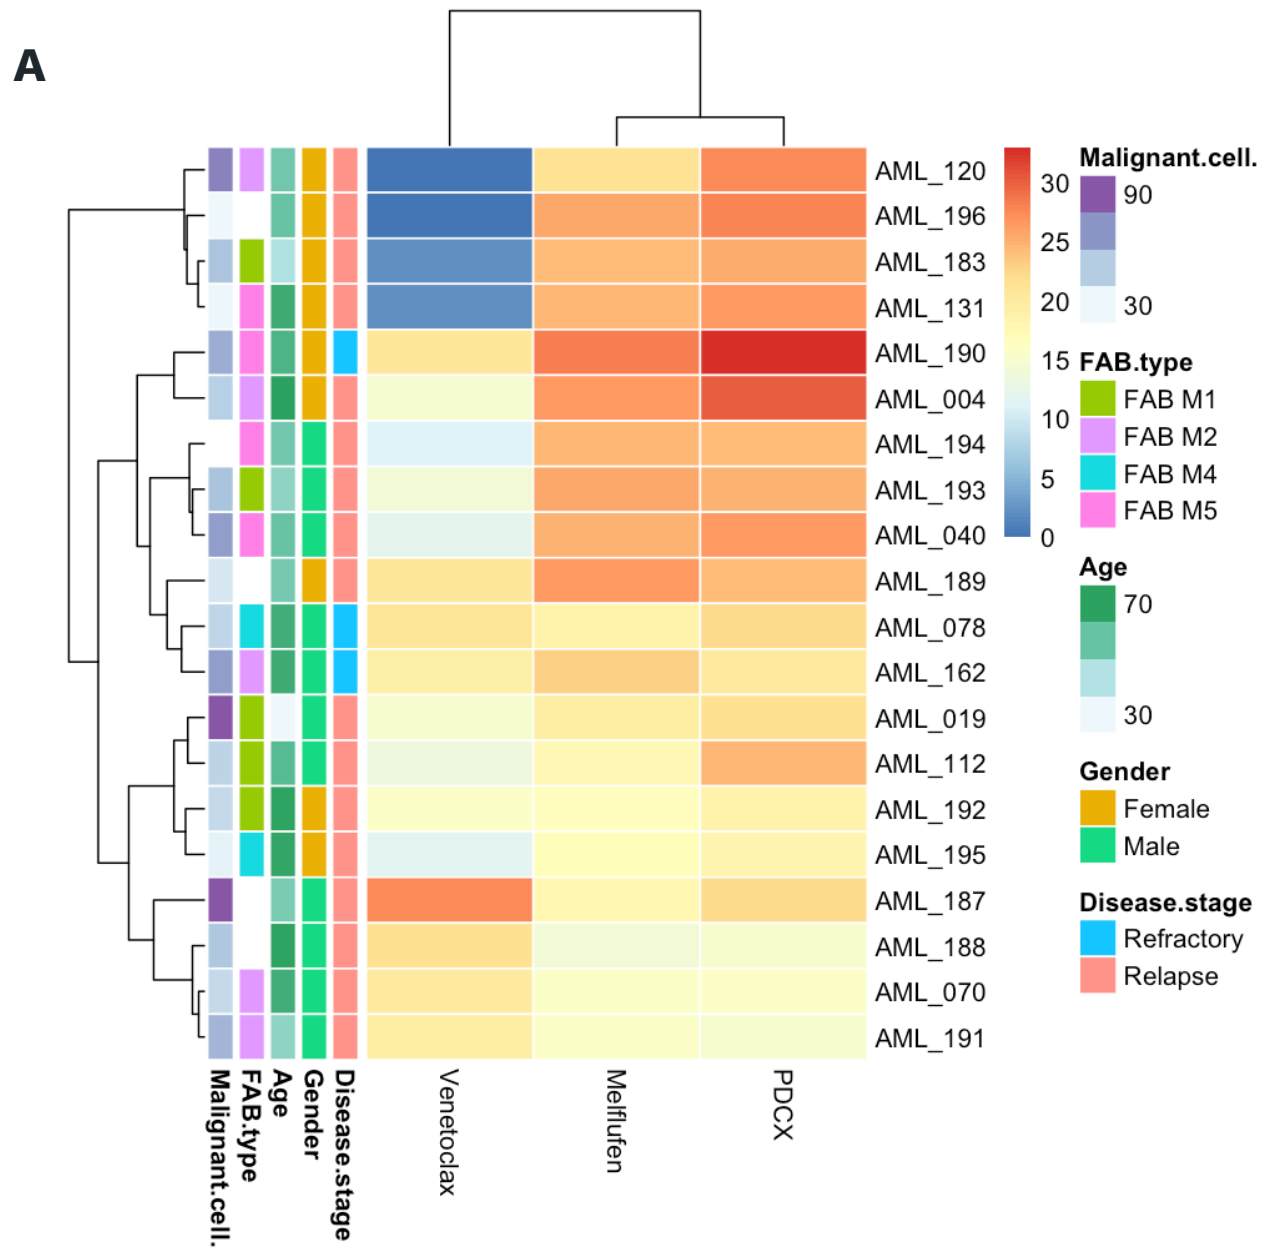 A
AML_120
AML_196
AML_183
AML_131
AML_190
AML_004
AML_194
AML_193
AML_040
AML_189
AML_078
AML_162
AML_019
AML_112
AML_192
AML_195
AML_187
AML_188
AML_070
AML_191
30
25
20
15
10
5
0
Malignant.cell.
90
30
FAB.type
FAB M1
FAB M2
FAB M4
FAB M5
Age
70
30
Gender
Female
Male
Disease.stage
Refractory
Relapse
Malignant.cell.
FAB.type
Age
Gender
Disease.stage
Venetoclax
Melflufen
PDCX